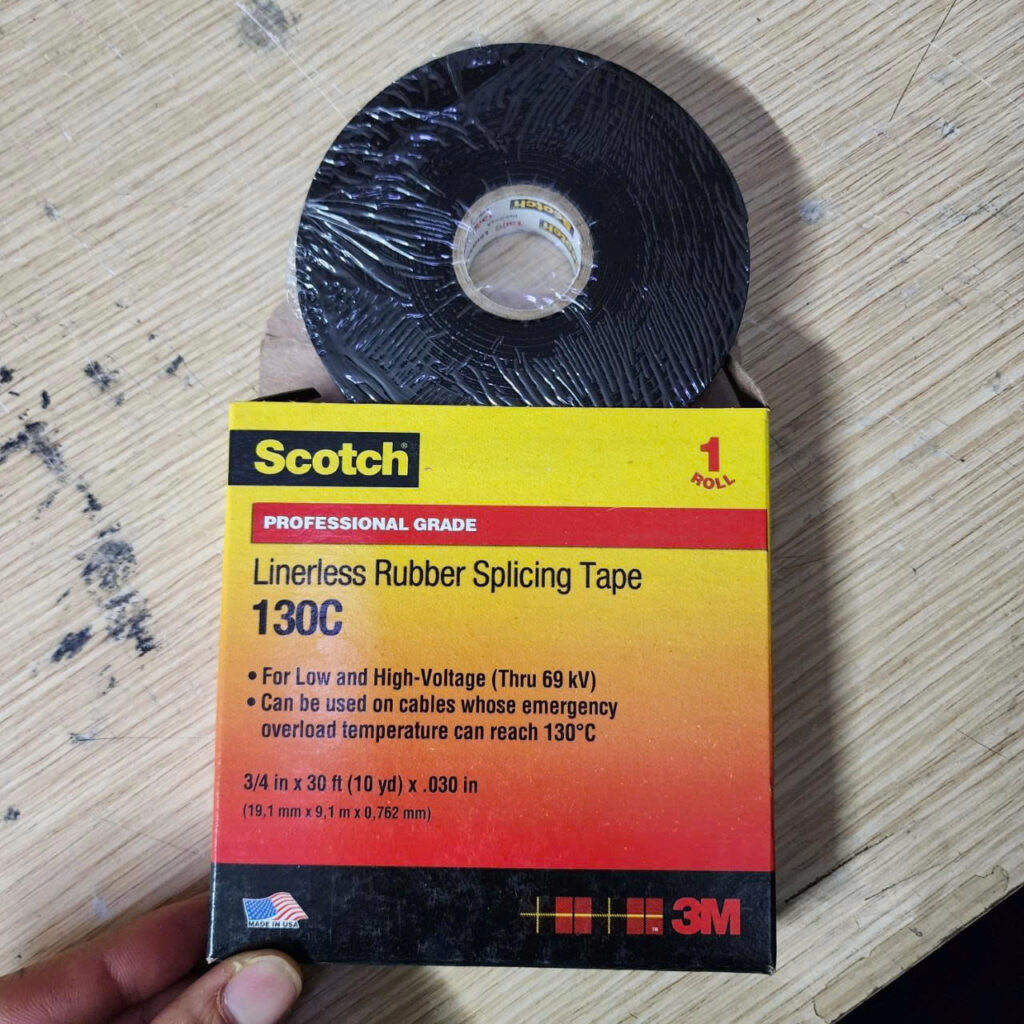 Scotch
Scotch®
1
ROLL
PROFESSIONAL GRADE
Linerless Rubber Splicing Tape
130C
• For Low and High-Voltage (Thru 69 kV)
• Can be used on cables whose emergency
overload temperature can reach 130°C
3/4 in x 30 ft (10 yd) x .030 in
(19,1 mm x 9,1 m x 0,762 mm)
MADE IN USA
3M